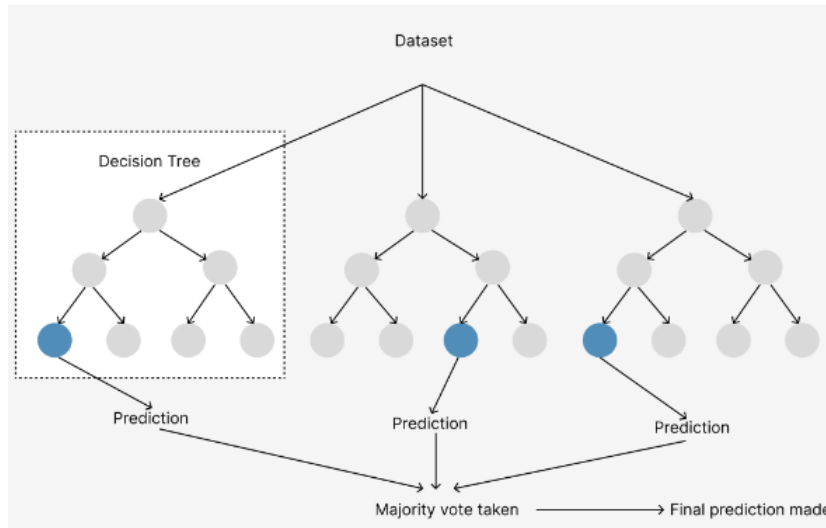 Dataset
Decision Tree
Prediction
Prediction
Prediction
Majority vote taken
Final prediction made